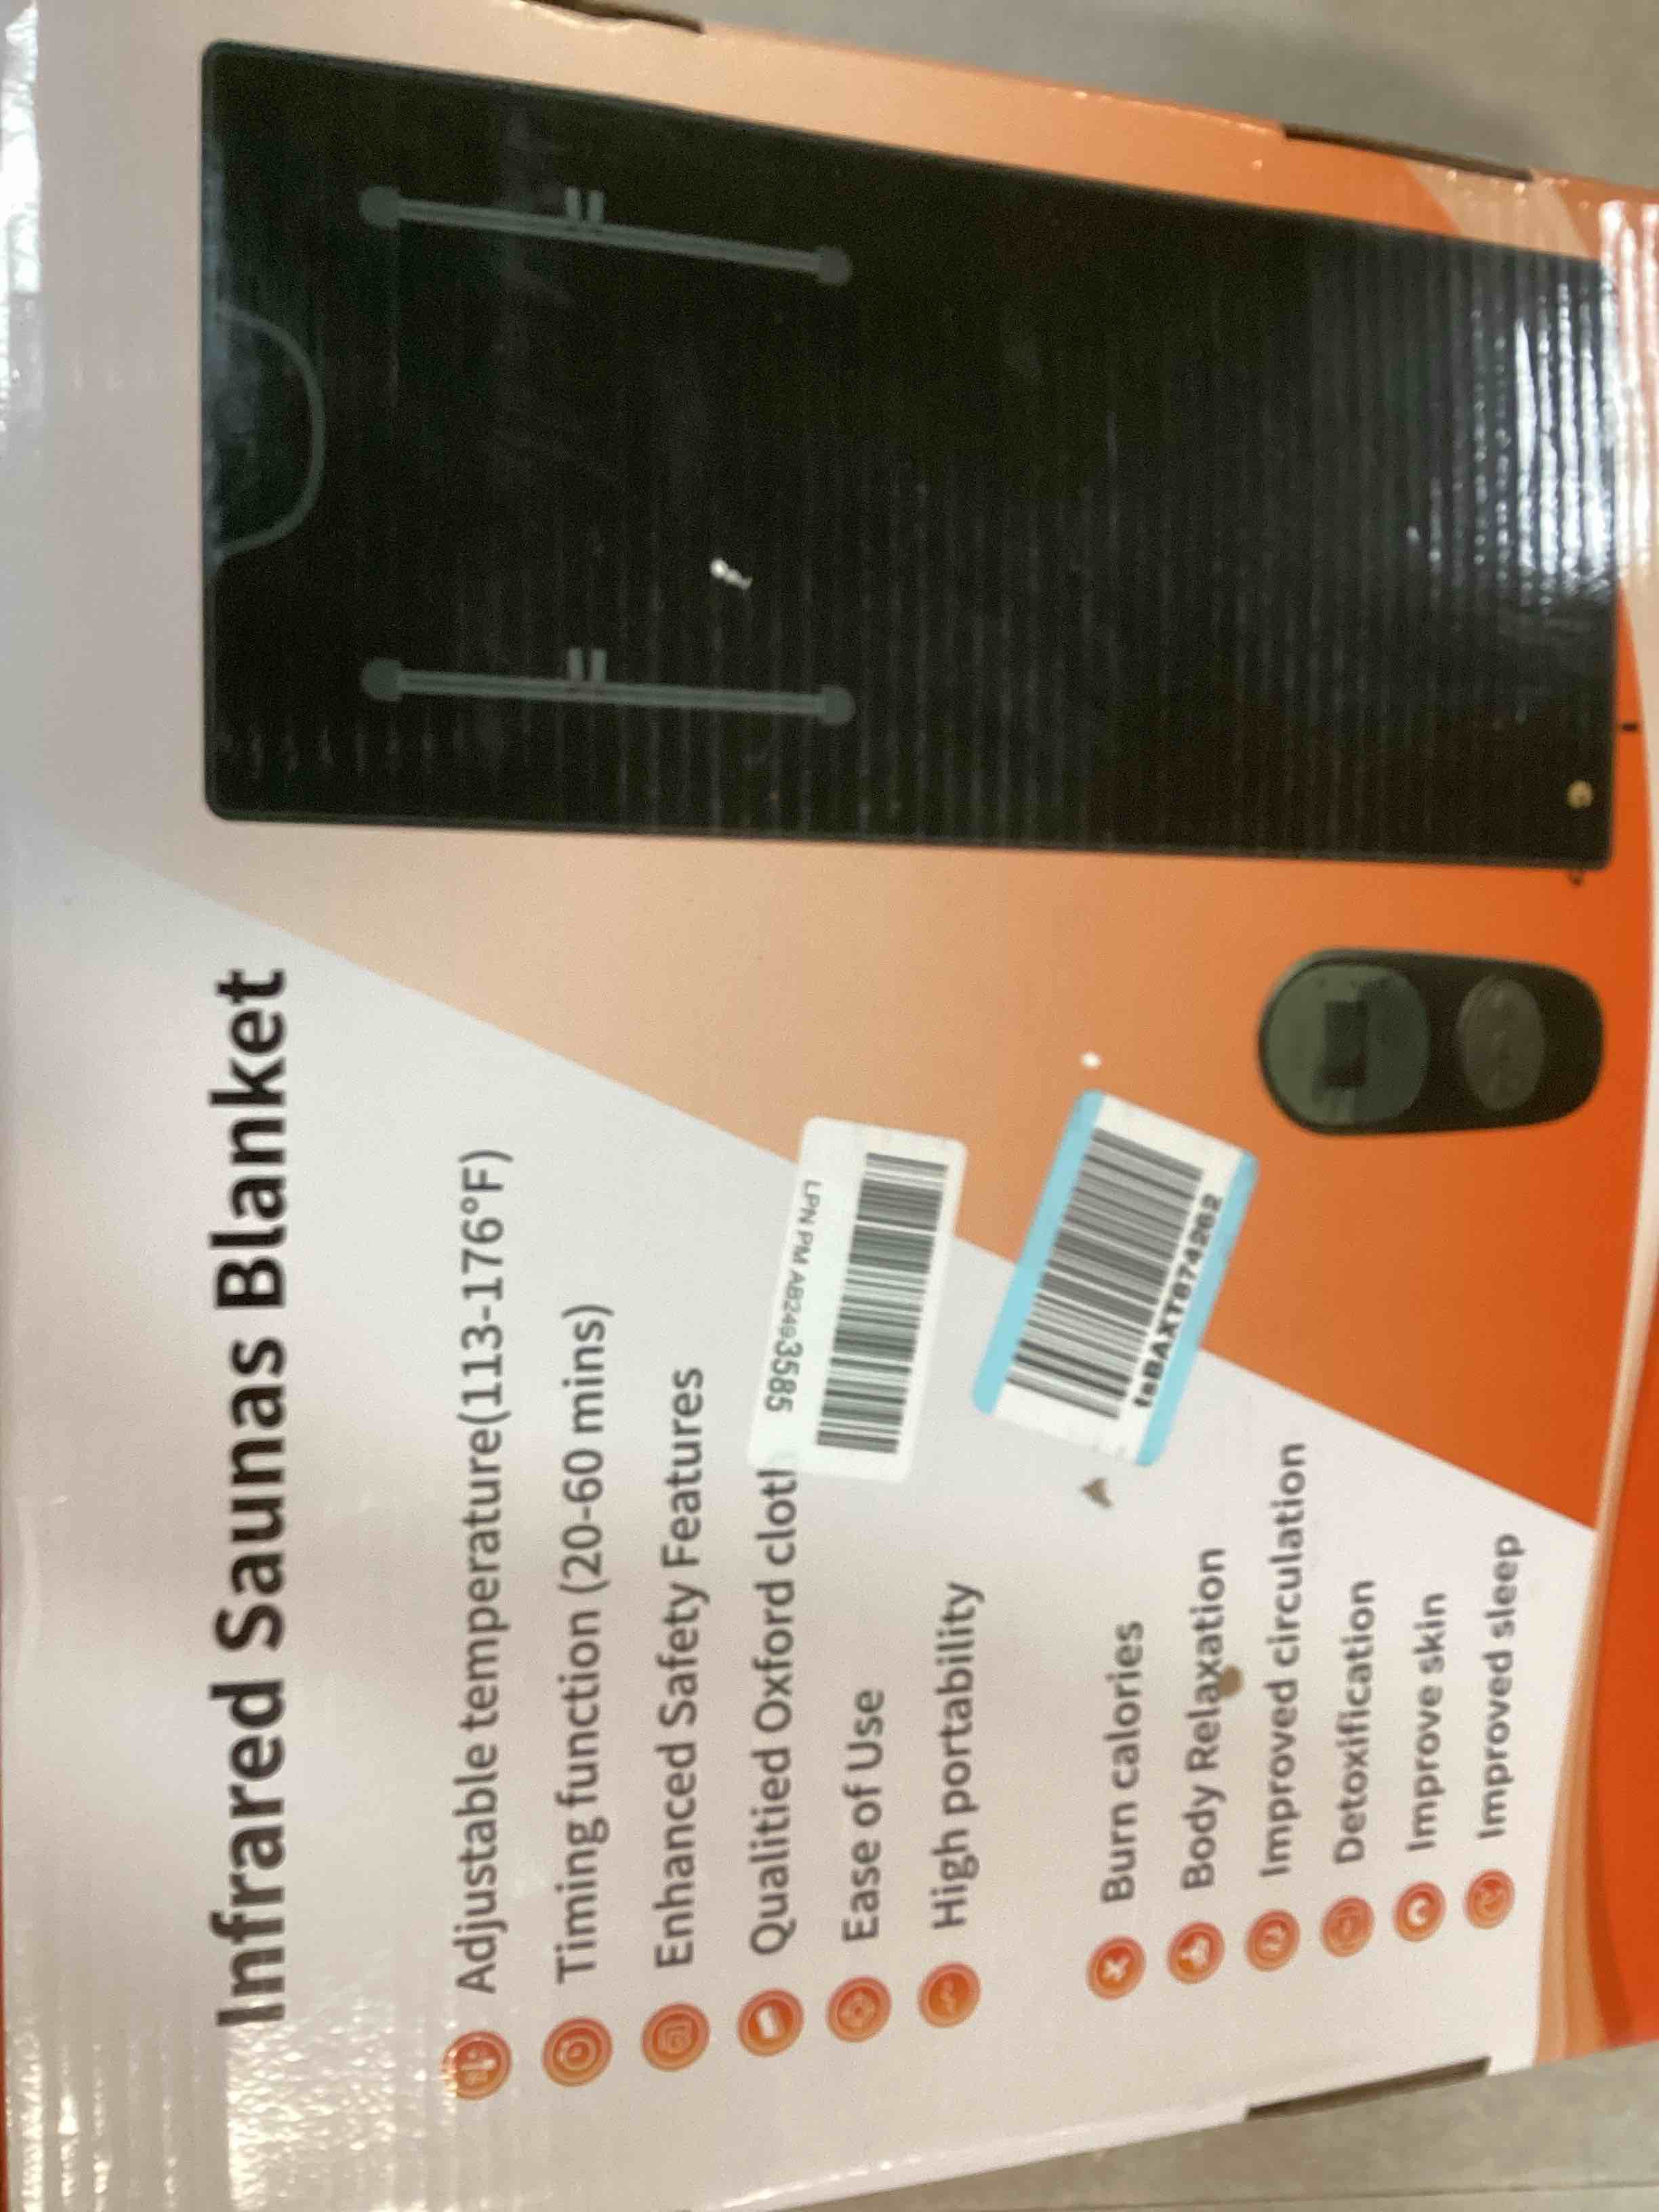 Infrared Saunas Blanket
Adjustable temperature(113-176°F)
Timing function (20-60 mins)
Enhanced Safety Features
Qualitied Oxford clotl
Ease of Use
High portability
LPN PM AB2493585
Burn calories
Body Relaxation
Improved circulation
Detoxification
Improve skin
Improved sleep